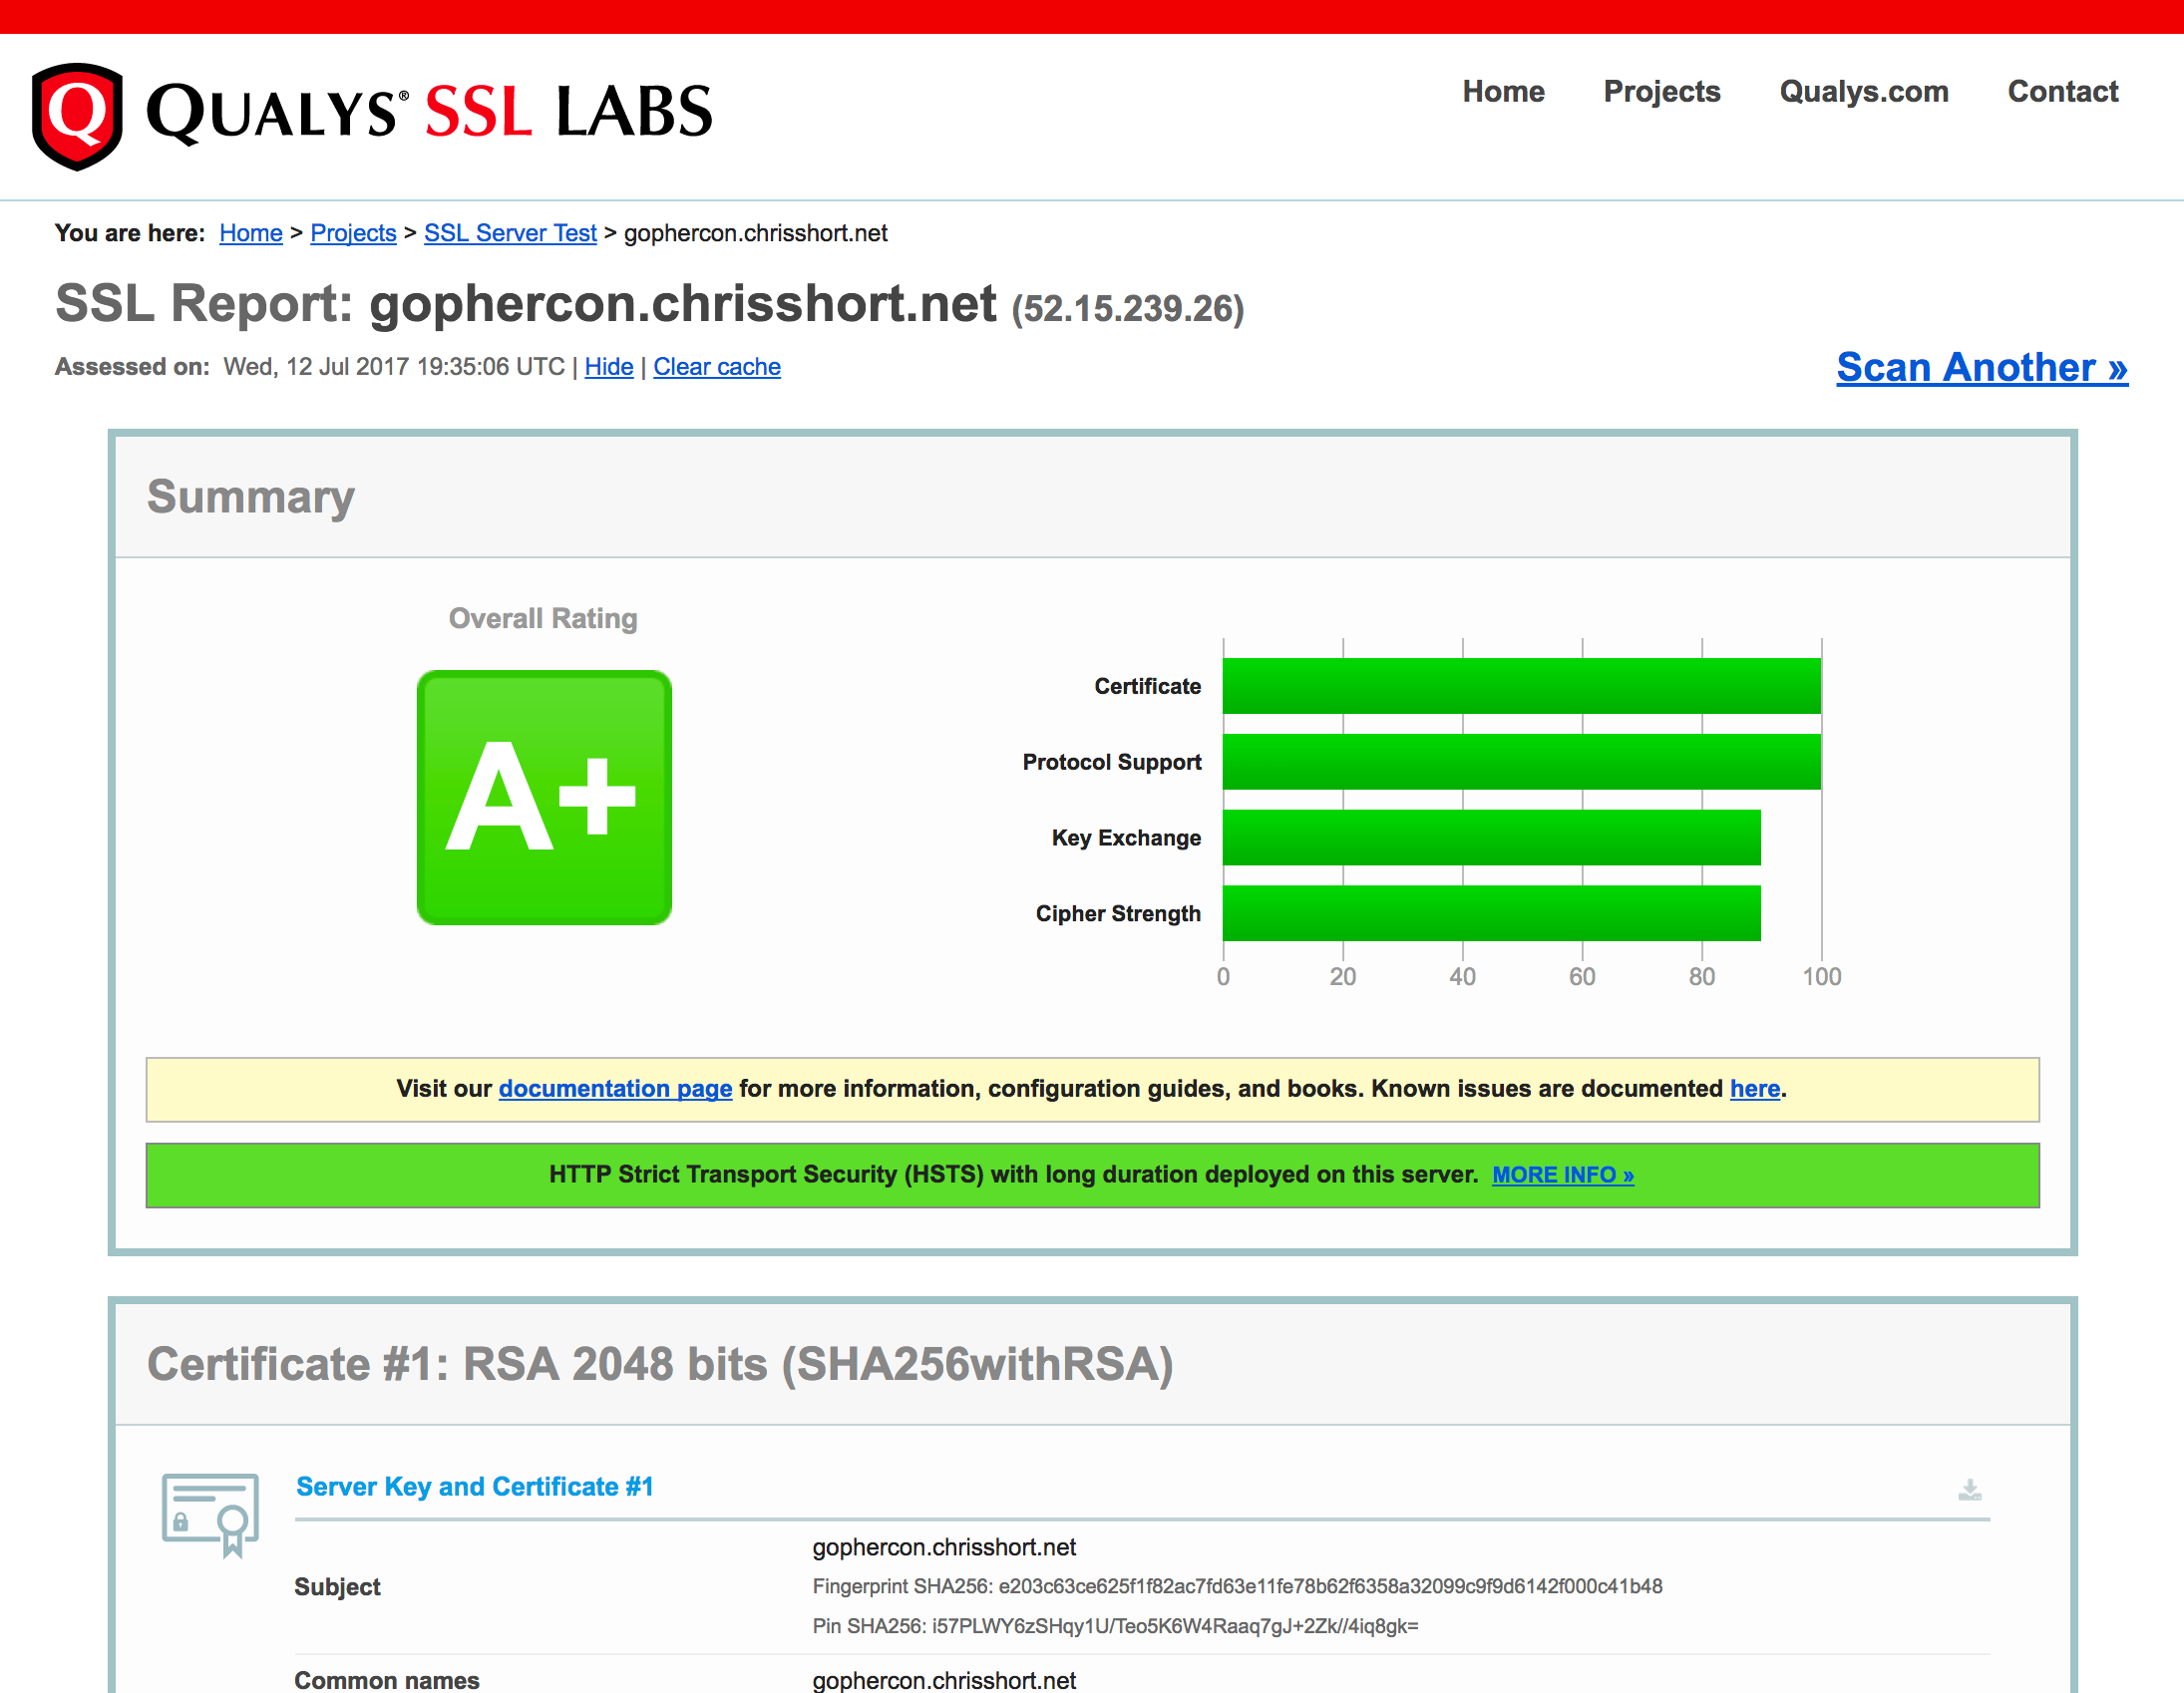 Q QUALYS® SSL LABS
Home Projects Qualys.com Contact
You are here: Home > Projects > SSL Server Test > gophercon.chrisshort.net
SSL Report: gophercon.chrisshort.net (52.15.239.26)
Assessed on: Wed, 12 Jul 2017 19:35:06 UTC | Hide | Clear cache
Scan Another »
Summary
Overall Rating
A+
Certificate
Protocol Support
Key Exchange
Cipher Strength
0 20 40 60 80 100
Visit our documentation page for more information, configuration guides, and books. Known issues are documented here.
HTTP Strict Transport Security (HSTS) with long duration deployed on this server. MORE INFO »
Certificate #1: RSA 2048 bits (SHA256withRSA)
Server Key and Certificate #1
Subject
gophercon.chrisshort.net
Fingerprint SHA256: e203c63ce625f1f82ac7fd63e11fe78b62f6358a32099c9f9d6142f000c41b48
Pin SHA256: i57PLWY6zSHqy1U/Teo5K6W4Raaq7gJ+2Zk//4iq8gk=
Common names gophercon.chrisshort.net